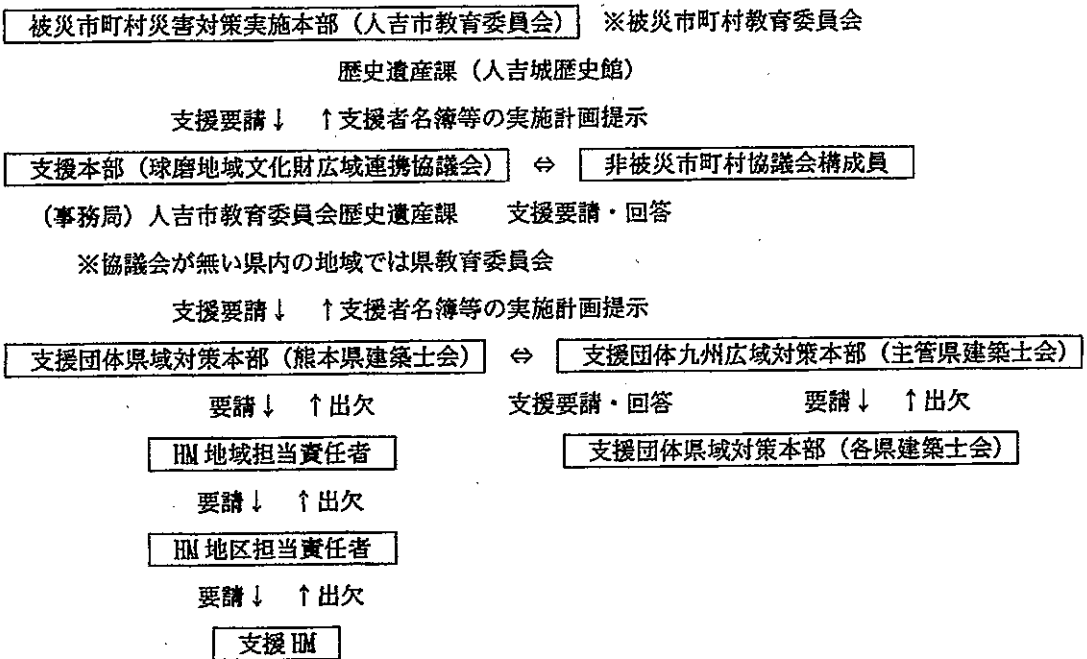 被災市町村災害対策実施本部（人吉市教育委員会） ※被災市町村教育委員会
歴史遺産課（人吉城歴史館）
支援要請↓ ↑支援者名簿等の実施計画提示
支援本部（球磨地域文化財広域連携協議会） ⇔ 非被災市町村協議会構成員
（事務局）人吉市教育委員会歴史遺産課 支援要請・回答
※協議会が無い県内の地域では県教育委員会
支援要請↓ ↑支援者名簿等の実施計画提示
支援団体県域対策本部（熊本県建築士会） ⇔ 支援団体九州広域対策本部（主管県建築士会）
要請↓ ↑出欠 支援要請・回答 要請↓ ↑出欠
HM地域担当責任者 支援団体県域対策本部（各県建築士会）
要請↓ ↑出欠
HM地区担当責任者
要請↓ ↑出欠
支援HM